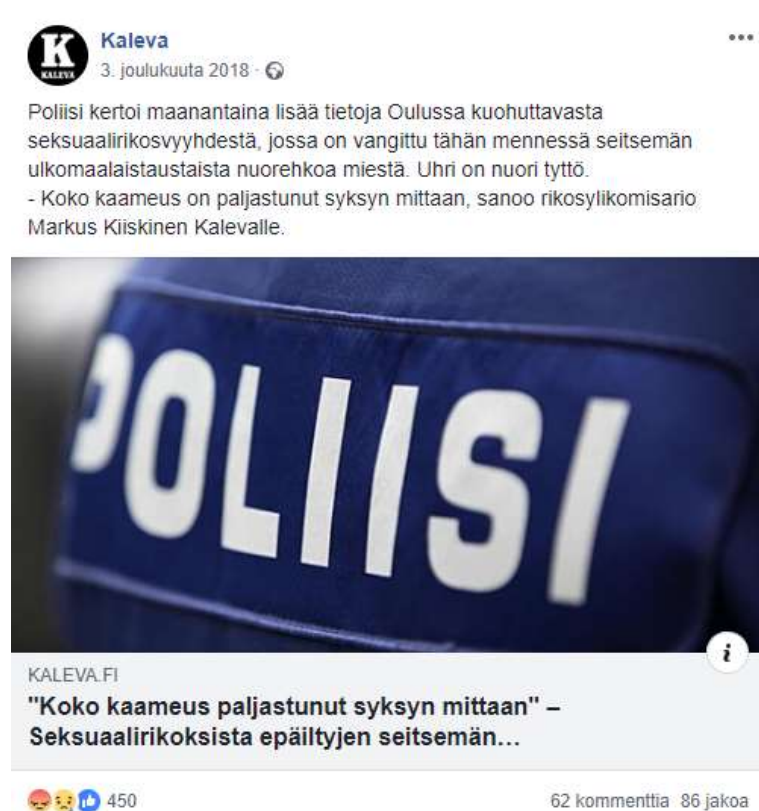 K
KALEVA
Kaleva
3. joulukuuta 2018 ·
Poliisi kertoi maanantaina lisää tietoja Oulussa kuohuttavasta
seksuaalirikosvyyhdestä, jossa on vangittu tähän mennessä seitsemän
ulkomaalaistaustaista nuorehkoa miestä. Uhri on nuori tyttö.
- Koko kaameus on paljastunut syksyn mittaan, sanoo rikosylikomisario
Markus Kiiskinen Kalevalle.
POLIISI
i
KALEVA.FI
"Koko kaameus paljastunut syksyn mittaan" –
Seksuaalirikoksista epäiltyjen seitsemän...
450
62 kommenttia 86 jakoa